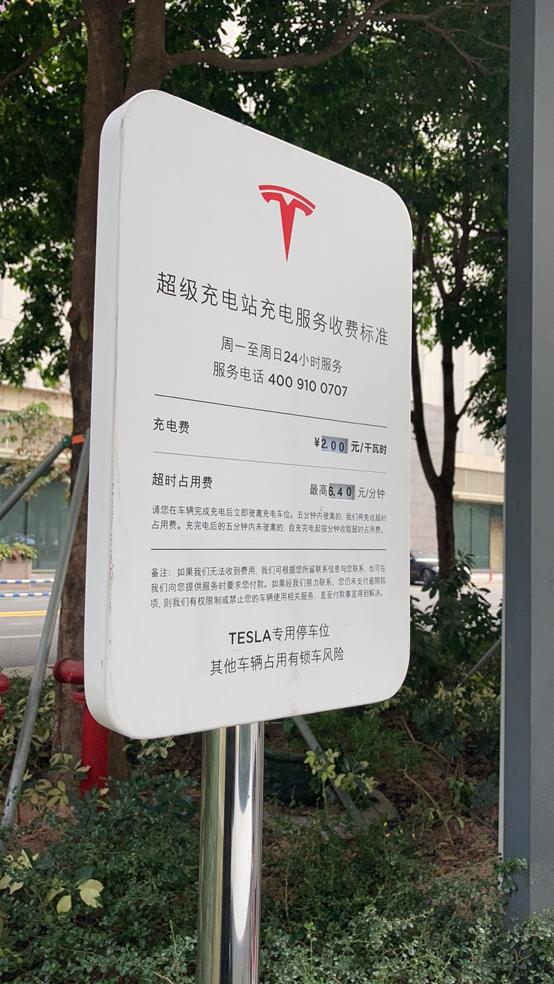 超级充电站充电服务收费标准
周一至周日24小时服务
服务电话 400 910 0707
充电费
¥2.00 元/千瓦时
超时占用费
最高6.40 元/分钟
请您在车辆完成充电后立即驶离充电车位。五分钟内驶离的，我们将免收超时
占用费。充完电后的五分钟内未驶离的，自充完电起按分钟收取超时占用费。
备注：如果我们无法收到费用，我们可根据您所留联系信息与您联系，也可在
我们向您提供服务时要求您付款。如果经我们努力联系，您仍未支付逾期款
项，则我们有权限制或禁止您的车辆使用相关服务，直至付款事宜得到解决。
TESLA专用停车位
其他车辆占用有锁车风险